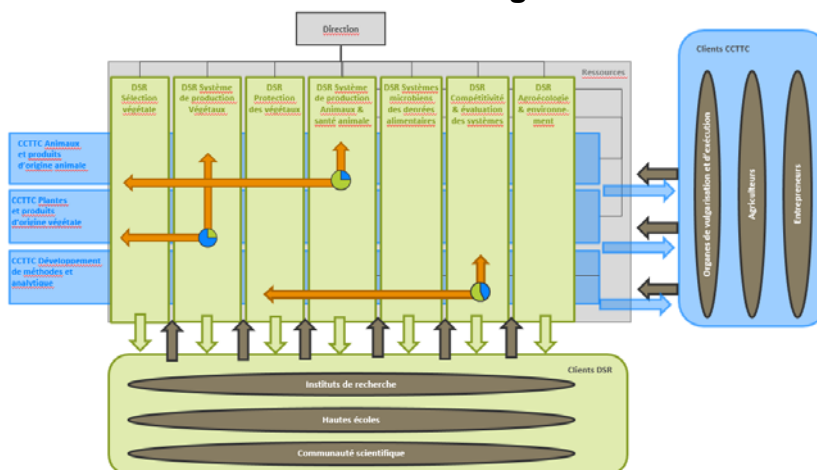 Direction
Clients CCTTC
Ressources
DSR
Sélection
végétale
DSR Système
de production
Végétaux
DSR
Protection
des végétaux
DSR Système
de production
Animaux &
santé animale
DSR Systèmes
microbiens
des denrées
alimentaires
DSR
Compétitivité
& évaluation
des systèmes
DSR
Agroécologie
& environne-
ment
CCTTC Animaux
et produits
d'origine animale
CCTTC Plantes
et produits
d'origine végétale
CCTTC Développement
de méthodes et
analytique
Organes de vulgarisation et d'exécution
Agriculteurs
Entrepreneurs
Clients DSR
Instituts de recherche
Hautes écoles
Communauté scientifique